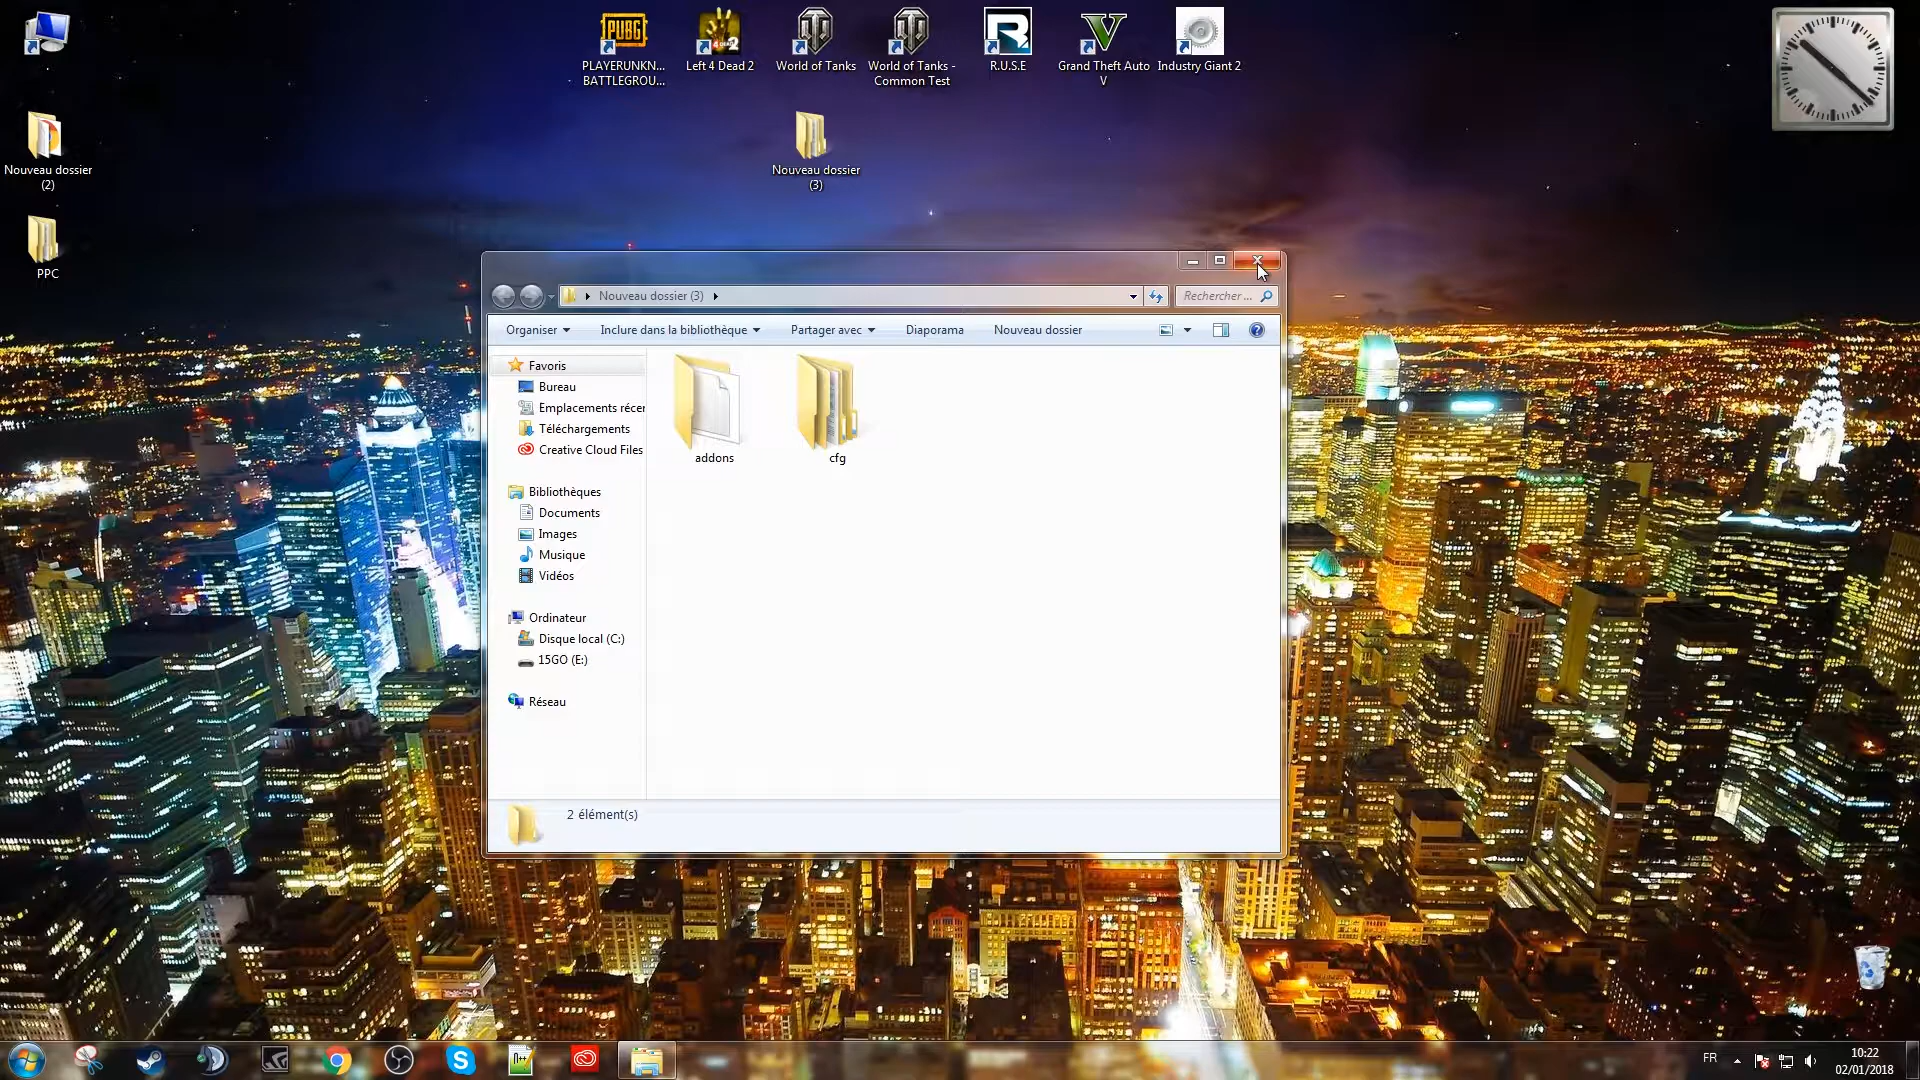 PUBG
PLAYERUNKN...
BATTLEGROU...
Left 4 Dead 2
World of Tanks
World of Tanks -
Common Test
R.U.S.E
Grand Theft Auto
V
Industry Giant 2
Nouveau dossier
(2)
Nouveau dossier
(3)
PPC
Nouveau dossier (3)
Rechercher ...
Organiser
Inclure dans la bibliothèque
Partager avec
Diaporama
Nouveau dossier
Favoris
Bureau
Emplacements récer
Téléchargements
Creative Cloud Files
Bibliothèques
Documents
Images
Musique
Vidéos
Ordinateur
Disque local (C:)
15GO (E:)
Réseau
addons
cfg
2 élément(s)
FR
10:22
02/01/2018